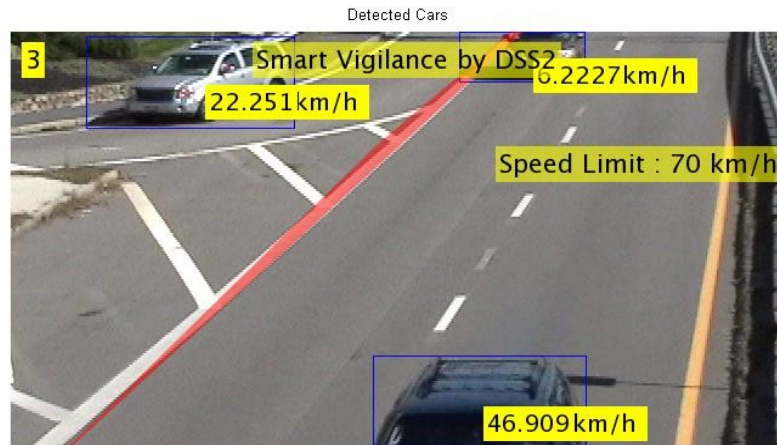 Detected Cars
3
Smart Vigilance by DSS2
6.2227km/h
22.251km/h
Speed Limit : 70 km/h
46.909km/h